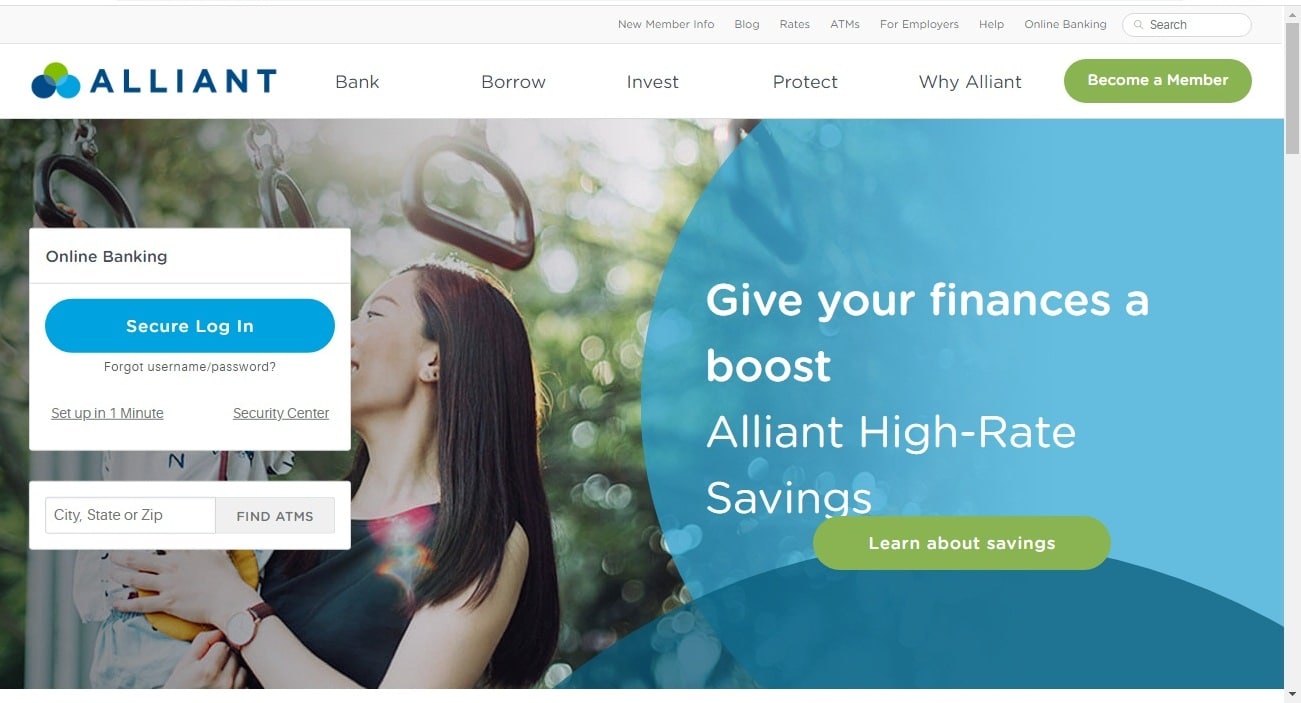 New Member Info Blog Rates ATMs For Employers Help Online Banking Search
ALLIANT Bank Borrow Invest Protect Why Alliant Become a Member
Online Banking
Secure Log In
Forgot username/password?
Set up in 1 Minute Security Center
N
City, State or Zip FIND ATMS
Give your finances a
boost
Alliant High-Rate
Savings
Learn about savings